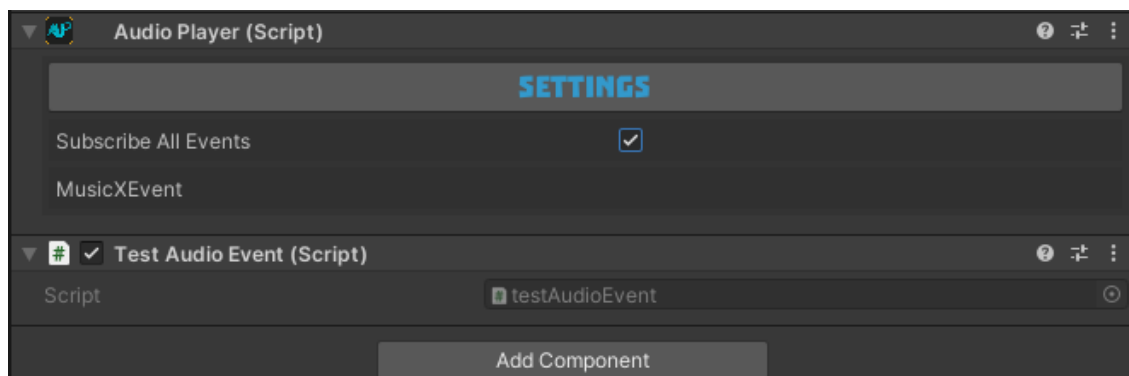 Audio Player (Script)
SETTINGS
Subscribe All Events
MusicXEvent
# Test Audio Event (Script)
Script # testAudioEvent
Add Component